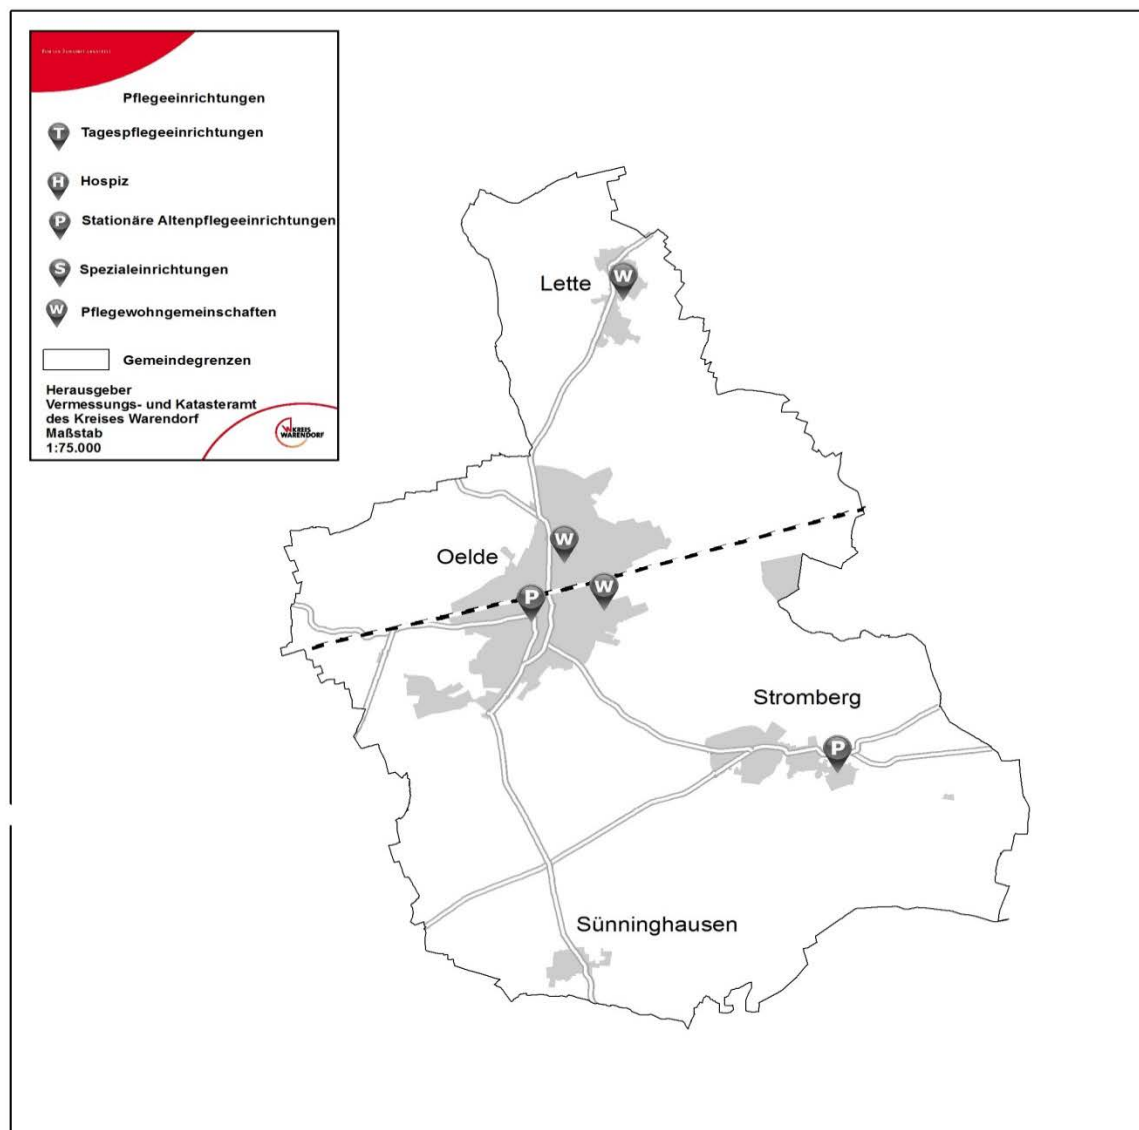 Pflegeeinrichtungen
T Tagespflegeeinrichtungen
H Hospiz
P Stationäre Altenpflegeeinrichtungen
S Spezialeinrichtungen
W Pflegewohngemeinschaften
Gemeindegrenzen
Herausgeber
Vermessungs- und Katasteramt
des Kreises Warendorf
Maßstab
1:75.000
KREIS
WARENDORF
Lette
W
W
Oelde
W
P
Stromberg
P
Sünninghausen